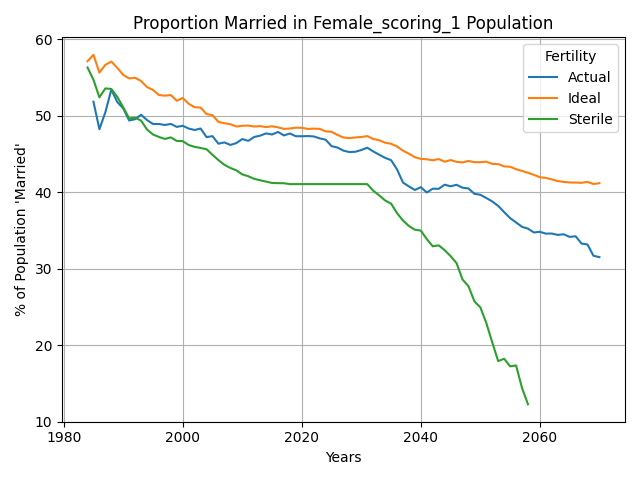 Proportion Married in Female_scoring_1 Population
% of Population 'Married'
60
50
40
30
20
10
Fertility
Actual
Ideal
Sterile
1980
2000
2020
2040
2060
Years